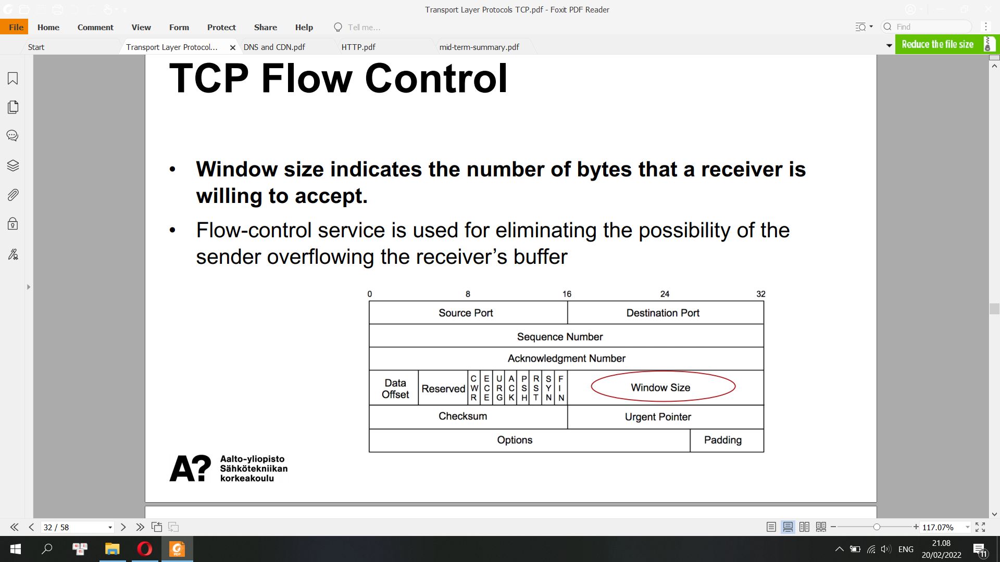 Transport Layer Protocols TCP.pdf - Foxit PDF Reader
File Home Comment View Form Protect Share Help Tell me... Find
Start Transport Layer Protocol... DNS and CDN.pdf HTTP.pdf mid-term-summary.pdf Reduce the file size
TCP Flow Control
• Window size indicates the number of bytes that a receiver is
willing to accept.
• Flow-control service is used for eliminating the possibility of the
sender overflowing the receiver's buffer
0 8 16 24 32
Source Port Destination Port
Sequence Number
Acknowledgment Number
Data Offset Reserved CWR ECE URG ACK PSH RST SYN FIN Window Size
Checksum Urgent Pointer
Options Padding
A? Aalto-yliopisto
Sähkötekniikan
korkeakoulu
32 / 58 117.07%
21.08
ENG
20/02/2022
11